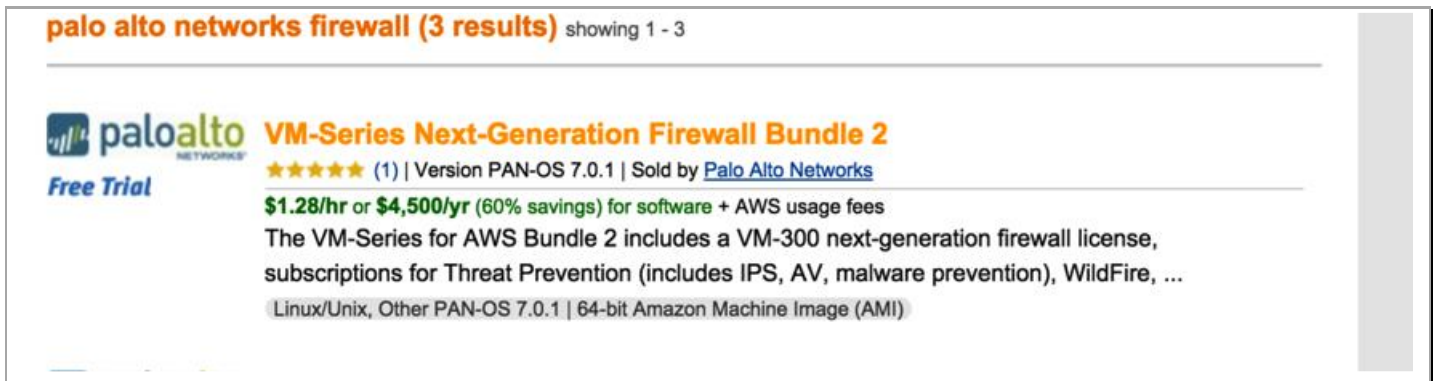 palo alto networks firewall (3 results) showing 1 - 3
paloalto
NETWORKS
Free Trial
VM-Series Next-Generation Firewall Bundle 2
★★★★★ (1) | Version PAN-OS 7.0.1 | Sold by Palo Alto Networks
$1.28/hr or $4,500/yr (60% savings) for software + AWS usage fees
The VM-Series for AWS Bundle 2 includes a VM-300 next-generation firewall license,
subscriptions for Threat Prevention (includes IPS, AV, malware prevention), WildFire, ...
Linux/Unix, Other PAN-OS 7.0.1 | 64-bit Amazon Machine Image (AMI)